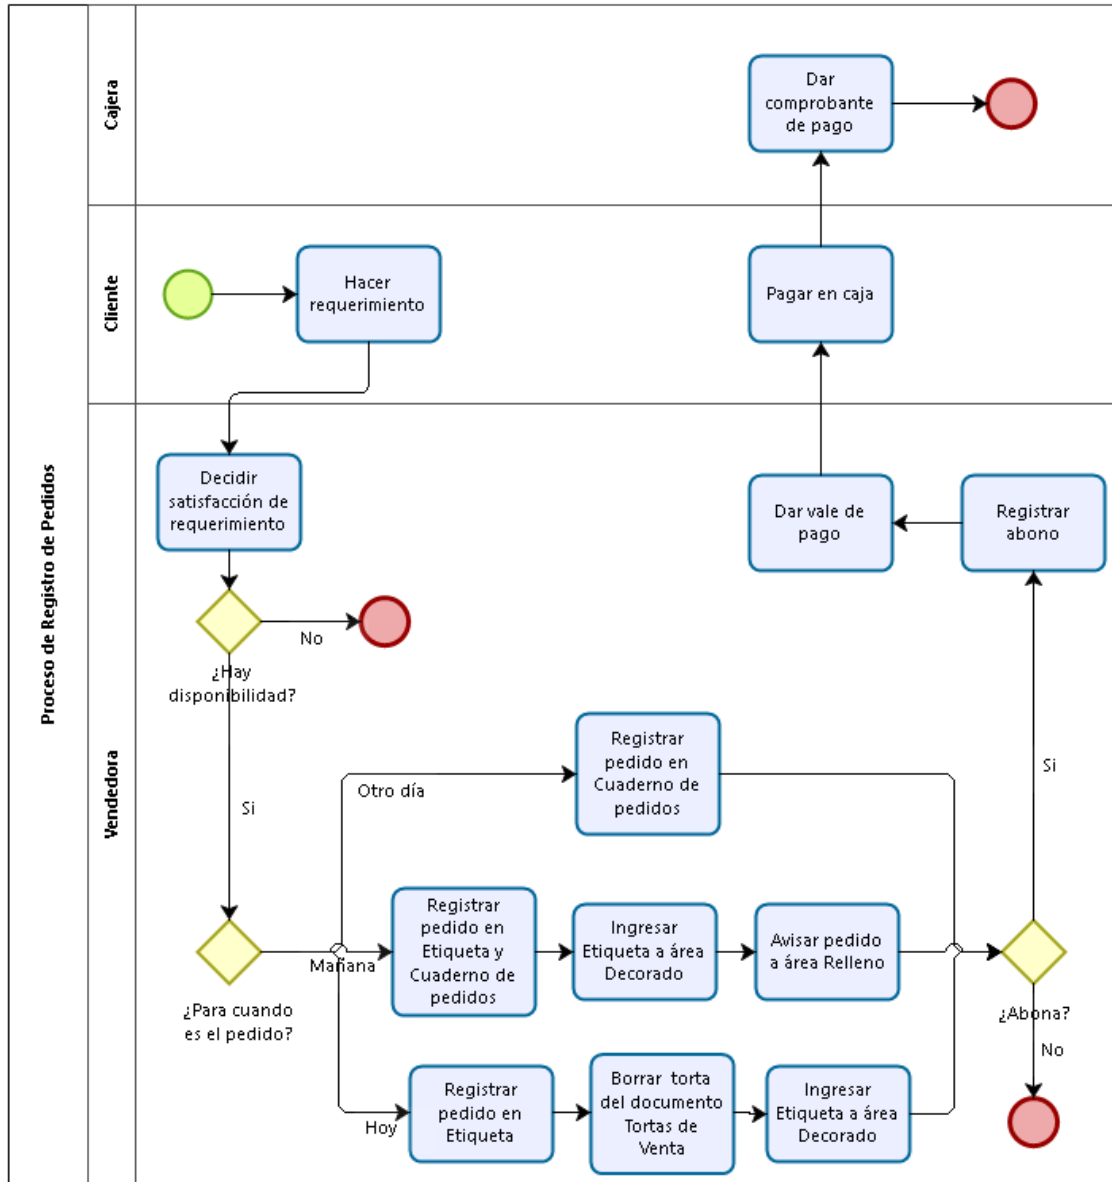 Proceso de Registro de Pedidos
Cajera
Dar
comprobante
de pago
Cliente
Hacer
requerimiento
Pagar en caja
Vendedora
Decidir
satisfacción de
requerimiento
Dar vale de
pago
Registrar
abono
No
¿Hay
disponibilidad?
Si
Otro día
Registrar
pedido en
Cuaderno de
pedidos
Si
¿Para cuando
es el pedido?
Mañana
Registrar
pedido en
Etiqueta y
Cuaderno de
pedidos
Ingresar
Etiqueta a área
Decorado
Avisar pedido
a área Relleno
¿Abona?
No
Hoy
Registrar
pedido en
Etiqueta
Borrar torta
del documento
Tortas de
Venta
Ingresar
Etiqueta a área
Decorado